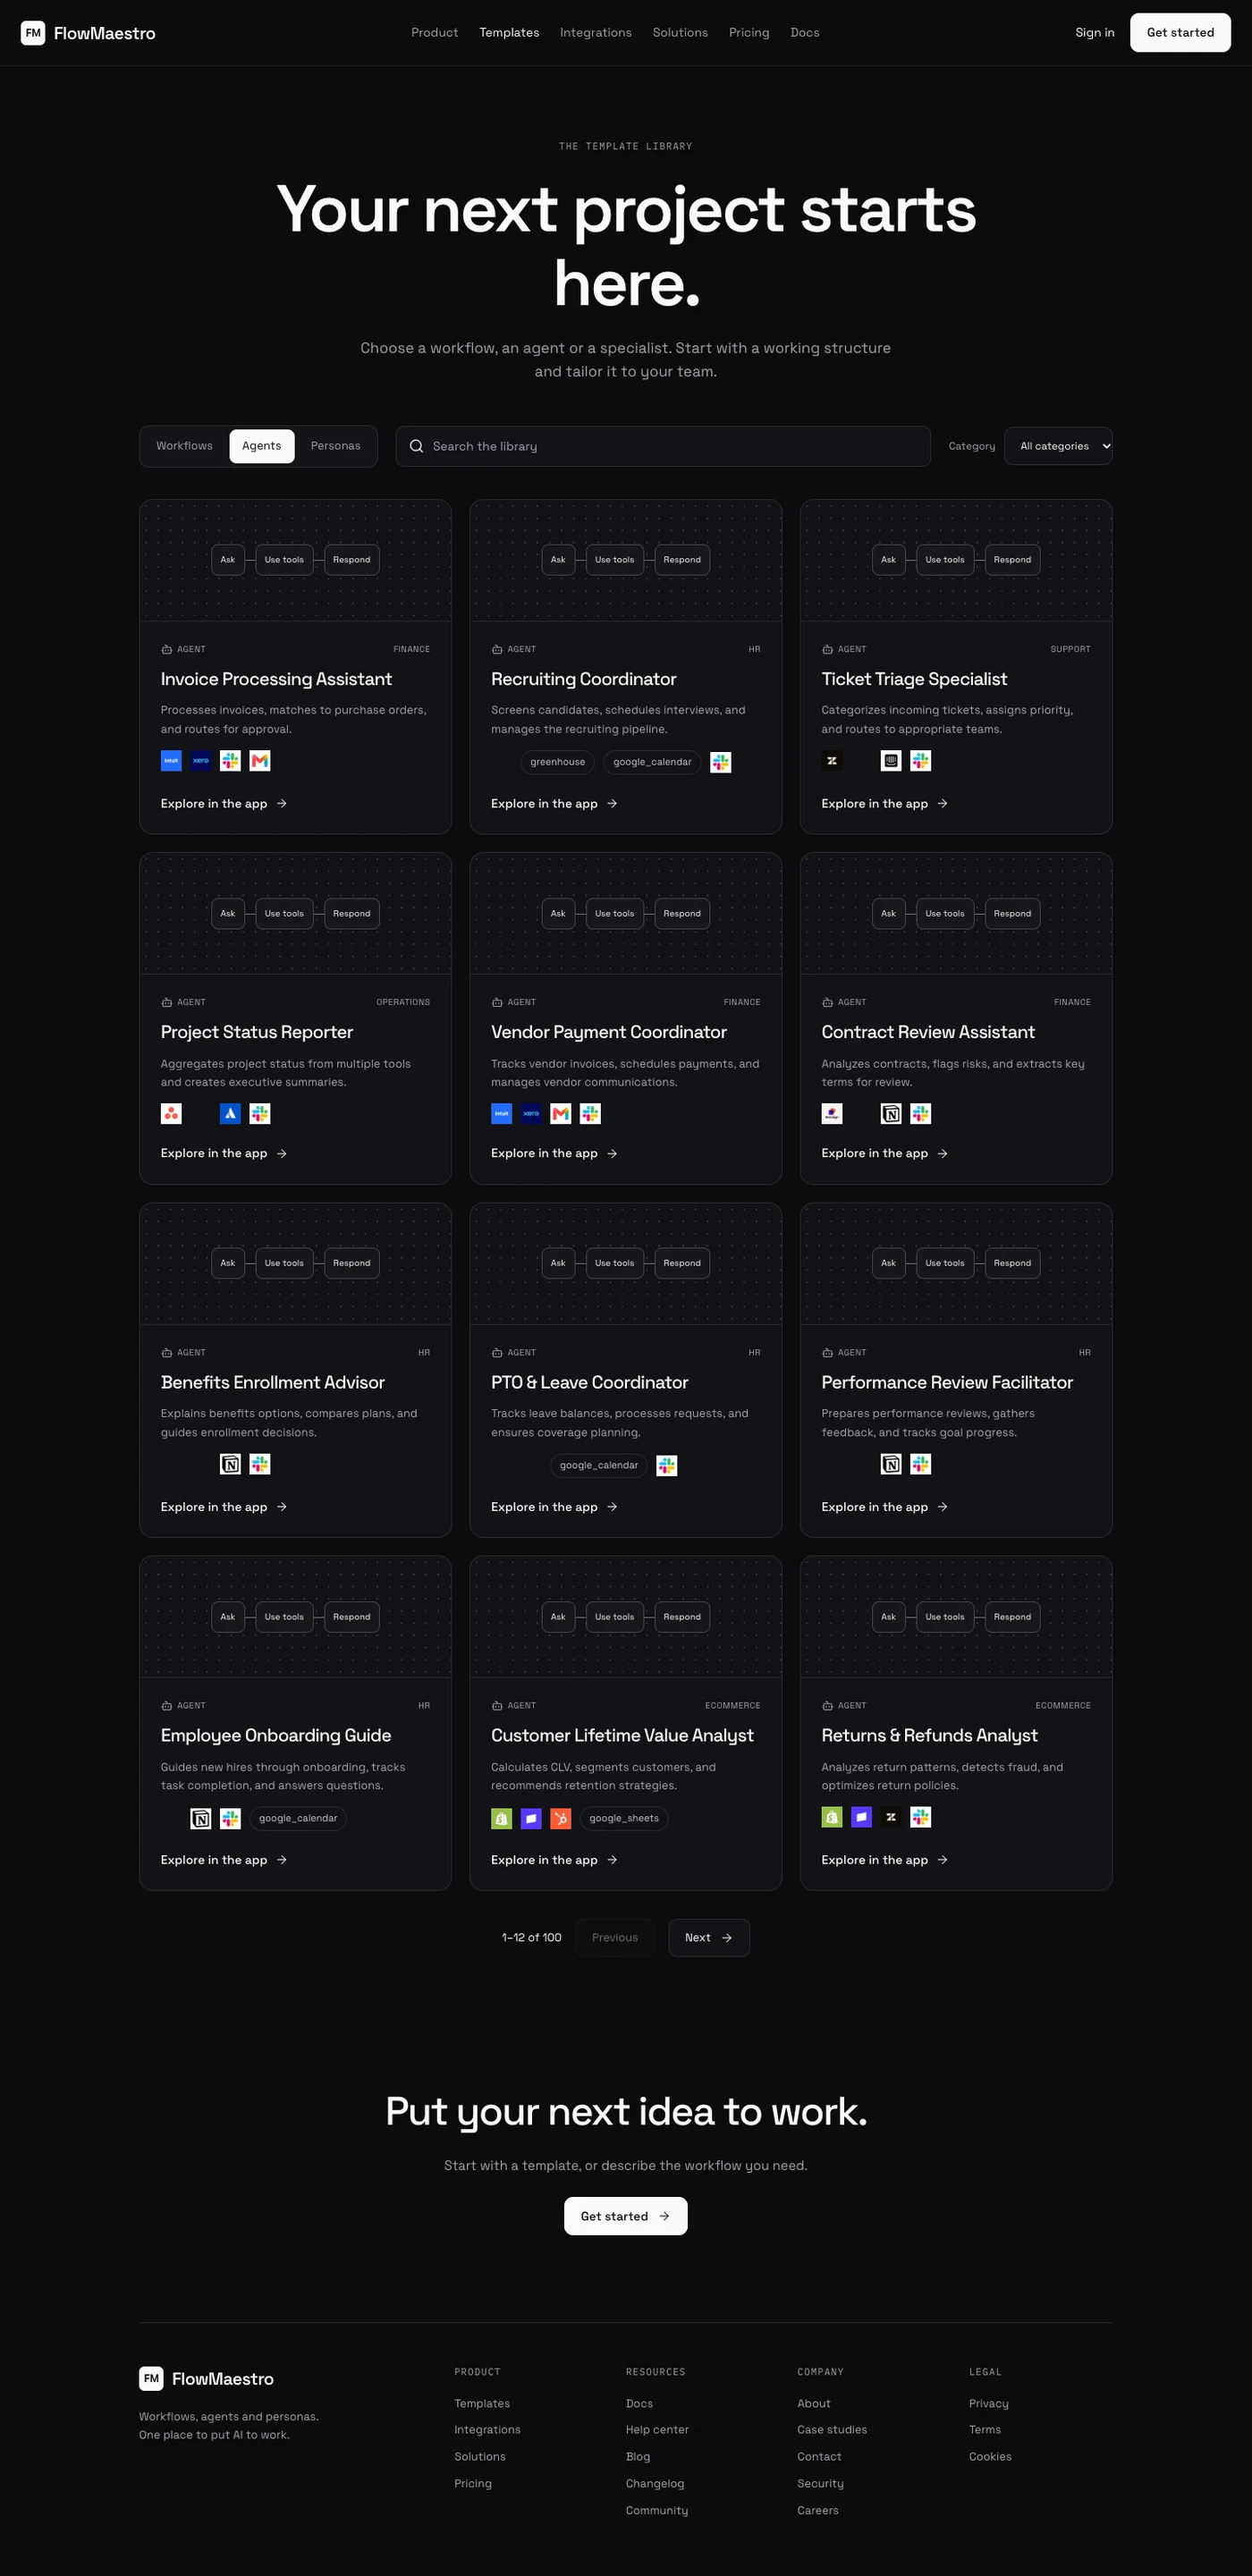 FM FlowMaestro
Product Templates Integrations Solutions Pricing Docs
Sign in Get started
THE TEMPLATE LIBRARY
Your next project starts
here.
Choose a workflow, an agent or a specialist. Start with a working structure
and tailor it to your team.
Workflows Agents Personas
Search the library
Category All categories
Ask Use tools Respond
AGENT FINANCE
Invoice Processing Assistant
Processes invoices, matches to purchase orders,
and routes for approval.
intuit xero
Explore in the app
Ask Use tools Respond
AGENT HR
Recruiting Coordinator
Screens candidates, schedules interviews, and
manages the recruiting pipeline.
greenhouse google_calendar
Explore in the app
Ask Use tools Respond
AGENT SUPPORT
Ticket Triage Specialist
Categorizes incoming tickets, assigns priority,
and routes to appropriate teams.
Explore in the app
Ask Use tools Respond
AGENT OPERATIONS
Project Status Reporter
Aggregates project status from multiple tools
and creates executive summaries.
Explore in the app
Ask Use tools Respond
AGENT FINANCE
Vendor Payment Coordinator
Tracks vendor invoices, schedules payments, and
manages vendor communications.
intuit xero
Explore in the app
Ask Use tools Respond
AGENT FINANCE
Contract Review Assistant
Analyzes contracts, flags risks, and extracts key
terms for review.
Explore in the app
Ask Use tools Respond
AGENT HR
Benefits Enrollment Advisor
Explains benefits options, compares plans, and
guides enrollment decisions.
Explore in the app
Ask Use tools Respond
AGENT HR
PTO & Leave Coordinator
Tracks leave balances, processes requests, and
ensures coverage planning.
google_calendar
Explore in the app
Ask Use tools Respond
AGENT HR
Performance Review Facilitator
Prepares performance reviews, gathers
feedback, and tracks goal progress.
Explore in the app
Ask Use tools Respond
AGENT HR
Employee Onboarding Guide
Guides new hires through onboarding, tracks
task completion, and answers questions.
google_calendar
Explore in the app
Ask Use tools Respond
AGENT ECOMMERCE
Customer Lifetime Value Analyst
Calculates CLV, segments customers, and
recommends retention strategies.
google_sheets
Explore in the app
Ask Use tools Respond
AGENT ECOMMERCE
Returns & Refunds Analyst
Analyzes return patterns, detects fraud, and
optimizes return policies.
Explore in the app
1–12 of 100 Previous Next
Put your next idea to work.
Start with a template, or describe the workflow you need.
Get started
FM FlowMaestro
Workflows, agents and personas.
One place to put AI to work.
PRODUCT
Templates
Integrations
Solutions
Pricing
RESOURCES
Docs
Help center
Blog
Changelog
Community
COMPANY
About
Case studies
Contact
Security
Careers
LEGAL
Privacy
Terms
Cookies